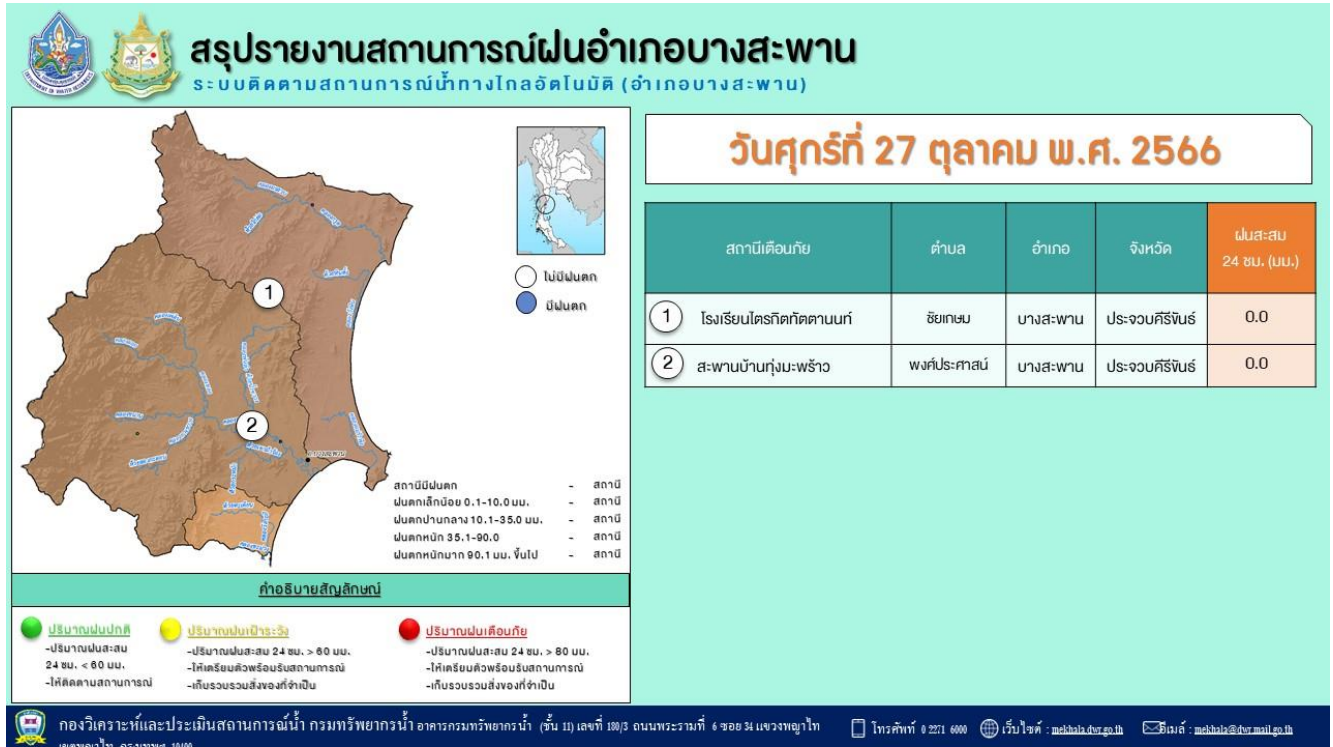 สรุปรายงานสถานการณ์ฝนอำเภอบางสะพาน
ระบบติดตามสถานการณ์น้ำทางไกลอัตโนมัติ (อำเภอบางสะพาน)
วันศุกร์ที่ 27 ตุลาคม พ.ศ. 2566
สถานีเตือนภัย ตำบล อำเภอ จังหวัด ฝนสะสม 24 ชม. (มม.)
1 โรงเรียนไตรกิตทัตตานนท์ ชัยเกษม บางสะพาน ประจวบคีรีขันธ์ 0.0
2 สะพานบ้านทุ่งมะพร้าว พงศ์ประศาสน์ บางสะพาน ประจวบคีรีขันธ์ 0.0
ไม่มีฝนตก
มีฝนตก
1
2
สถานีมีฝนตก - สถานี
ฝนตกเล็กน้อย 0.1-10.0 มม. - สถานี
ฝนตกปานกลาง 10.1-35.0 มม. - สถานี
ฝนตกหนัก 35.1-90.0 - สถานี
ฝนตกหนักมาก 90.1 มม. ขึ้นไป - สถานี
คำอธิบายสัญลักษณ์
ปริมาณฝนปกติ
-ปริมาณฝนสะสม
24 ชม. < 60 มม.
-ให้ติดตามสถานการณ์
ปริมาณฝนเฝ้าระวัง
-ปริมาณฝนสะสม 24 ชม. > 60 มม.
-ให้เตรียมตัวพร้อมรับสถานการณ์
-เก็บรวบรวมสิ่งของที่จำเป็น
ปริมาณฝนเตือนภัย
-ปริมาณฝนสะสม 24 ชม. > 80 มม.
-ให้เตรียมตัวพร้อมรับสถานการณ์
-เก็บรวบรวมสิ่งของที่จำเป็น
กองวิเคราะห์และประเมินสถานการณ์น้ำ กรมทรัพยากรน้ำ อาคารกรมทรัพยากรน้ำ (ชั้น 11) เลขที่ 180/3 ถนนพระรามที่ 6 ซอย 34 แขวงพญาไท
โทรศัพท์ 0 2271 6000 เว็บไซต์ : mekhala.dwr.go.th อีเมล์ : mekhala@dwr.mail.go.th